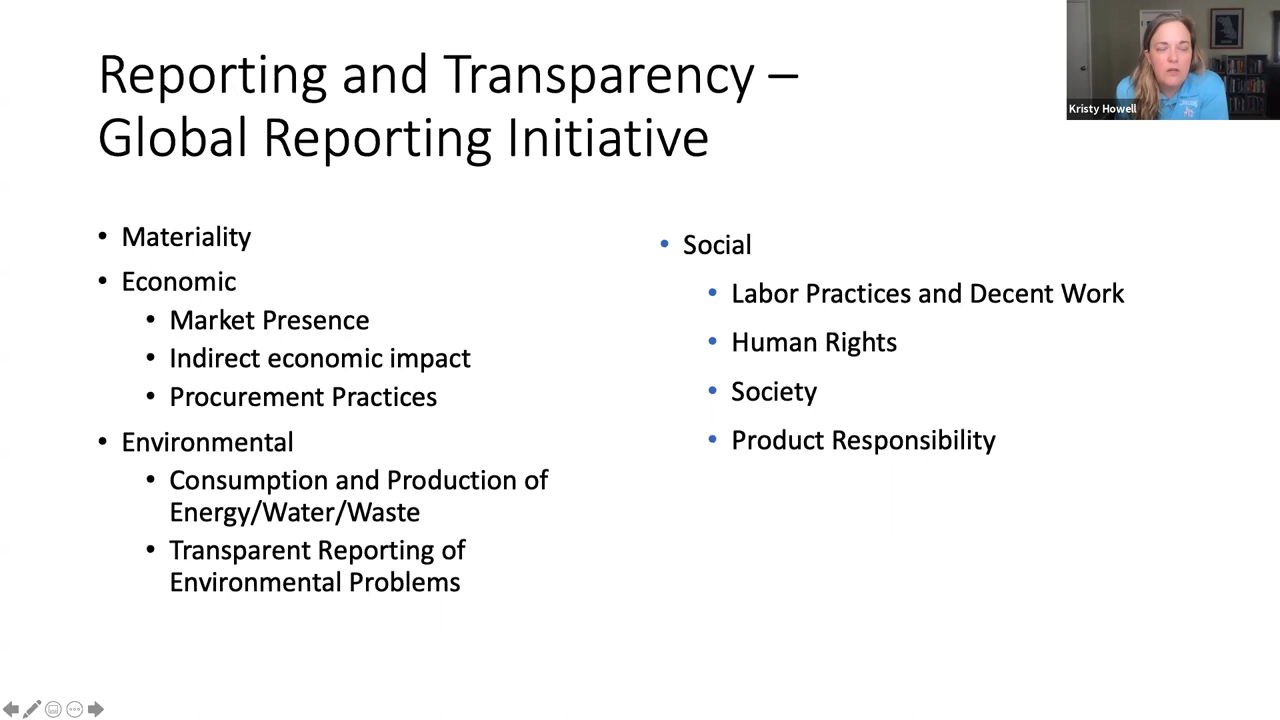 Reporting and Transparency –
Global Reporting Initiative
Kristy Howell
• Materiality
• Economic
• Market Presence
• Indirect economic impact
• Procurement Practices
• Environmental
• Consumption and Production of
Energy/Water/Waste
• Transparent Reporting of
Environmental Problems
• Social
• Labor Practices and Decent Work
• Human Rights
• Society
• Product Responsibility